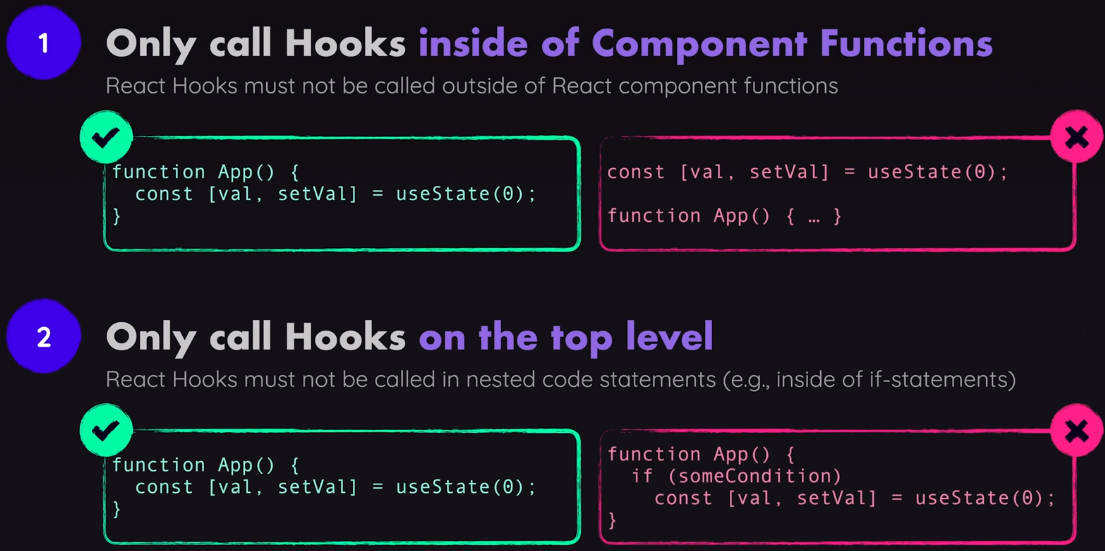 1
Only call Hooks inside of Component Functions
React Hooks must not be called outside of React component functions
function App() {
  const [val, setVal] = useState(0);
}
const [val, setVal] = useState(0);

function App() { … }
2
Only call Hooks on the top level
React Hooks must not be called in nested code statements (e.g., inside of if-statements)
function App() {
  const [val, setVal] = useState(0);
}
function App() {
  if (someCondition)
    const [val, setVal] = useState(0);
}